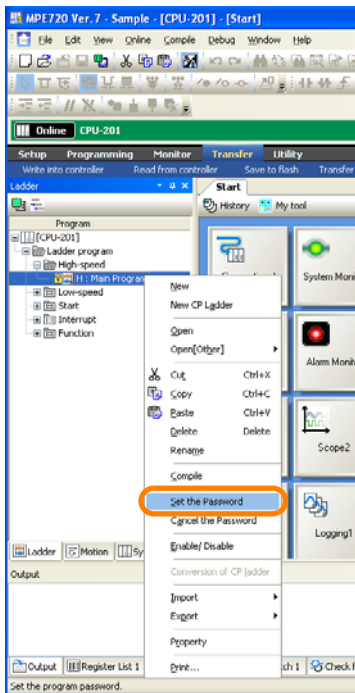 MPE720 Ver. 7 - Sample - [CPU-201] - [Start]
File Edit View Online Compile Debug Window Help
Online CPU-201
Setup Programming Monitor Transfer Utility
Write into controller Read from controller Save to flash Transfer
Ladder
Start
History My tool
Program
[CPU-201]
Ladder program
High-speed
H : Main Program
Low-speed
Start
Interrupt
Function
System Moni
Alarm Monit
Scope2
Logging1
New
New CP Ladder
Open
Open[Other]
Cut Ctrl+X
Copy Ctrl+C
Paste Ctrl+V
Delete Delete
Rename
Compile
Set the Password
Cancel the Password
Enable/ Disable
Conversion of CP ladder
Import
Export
Property
Print...
Ladder Motion Sy
Output
Output Register List 1 ch 1 Check f
Set the program password.